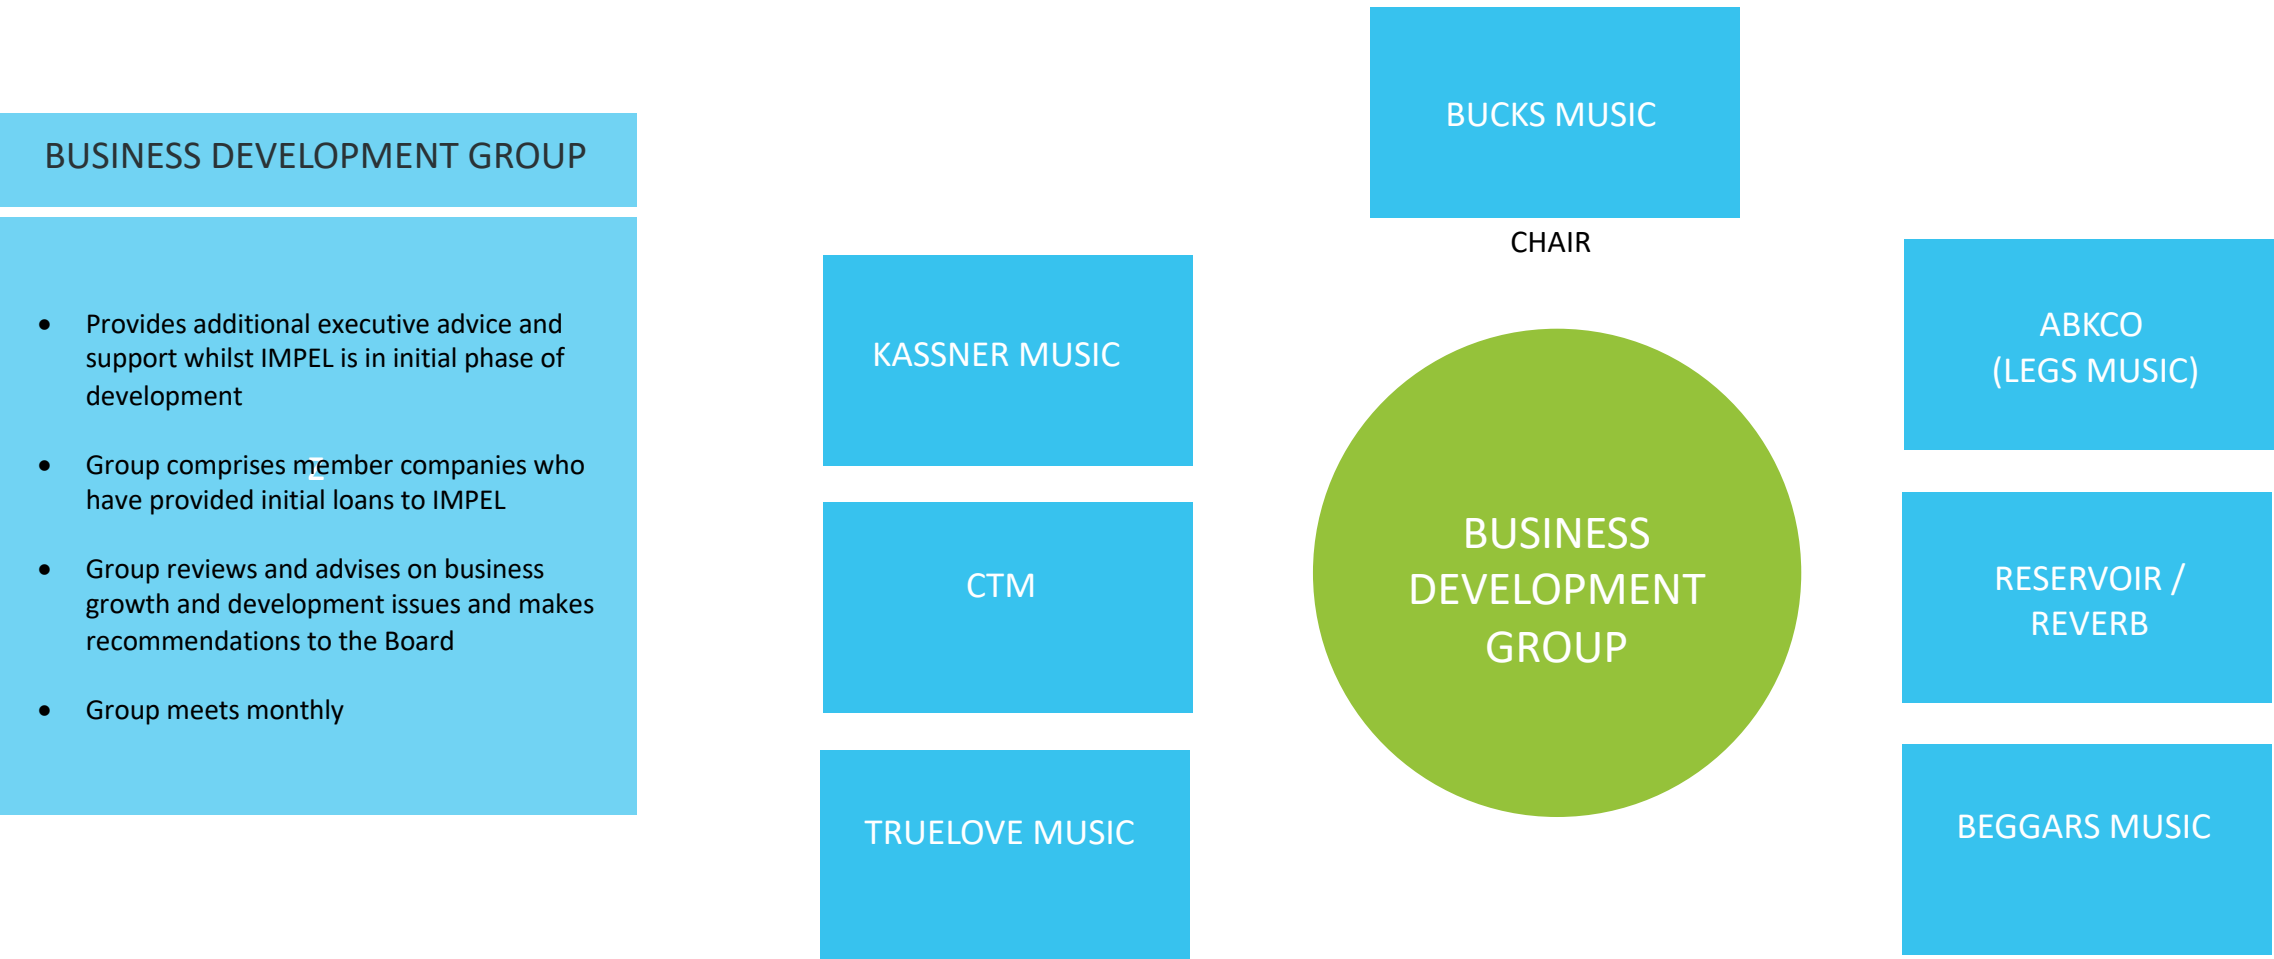 BUSINESS DEVELOPMENT GROUP
• Provides additional executive advice and
support whilst IMPEL is in initial phase of
development
• Group comprises member companies who
have provided initial loans to IMPEL
• Group reviews and advises on business
growth and development issues and makes
recommendations to the Board
• Group meets monthly
BUCKS MUSIC
CHAIR
KASSNER MUSIC
CTM
TRUELOVE MUSIC
BUSINESS
DEVELOPMENT
GROUP
ABKCO
(LEGS MUSIC)
RESERVOIR /
REVERB
BEGGARS MUSIC